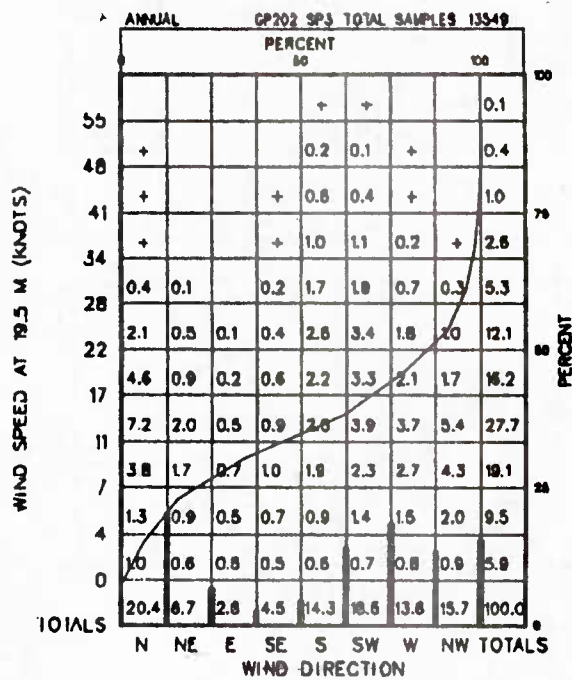 ANNUAL GP202 SP3 TOTAL SAMPLES 13549
PERCENT
0 50 100
100
+ + 0.1
55
+ 0.2 0.1 + 0.4
48
+ + 0.6 0.4 + 1.0
41 75
+ + 1.0 1.1 0.2 + 2.6
34
0.4 0.1 0.2 1.7 1.9 0.7 0.3 5.3
28
2.1 0.5 0.1 0.4 2.6 3.4 1.8 1.0 12.1
22 50
4.6 0.9 0.2 0.6 2.2 3.3 2.1 1.7 16.2
17
7.2 2.0 0.5 0.9 3.9 3.7 5.4 27.7
11
3.8 1.7 0.7 1.0 1.9 2.3 2.7 4.3 19.1
7 25
1.3 0.9 0.5 0.7 0.9 1.4 1.5 2.0 9.5
4
1.0 0.6 0.5 0.6 0.7 0.8 0.9 5.9
0
TOTALS 20.4 6.7 4.5 14.3 18.6 13.6 15.7 100.0 0
N NE E SE S SW W NW TOTALS
WIND DIRECTION
WIND SPEED AT 19.5 M (KNOTS)
PERCENT